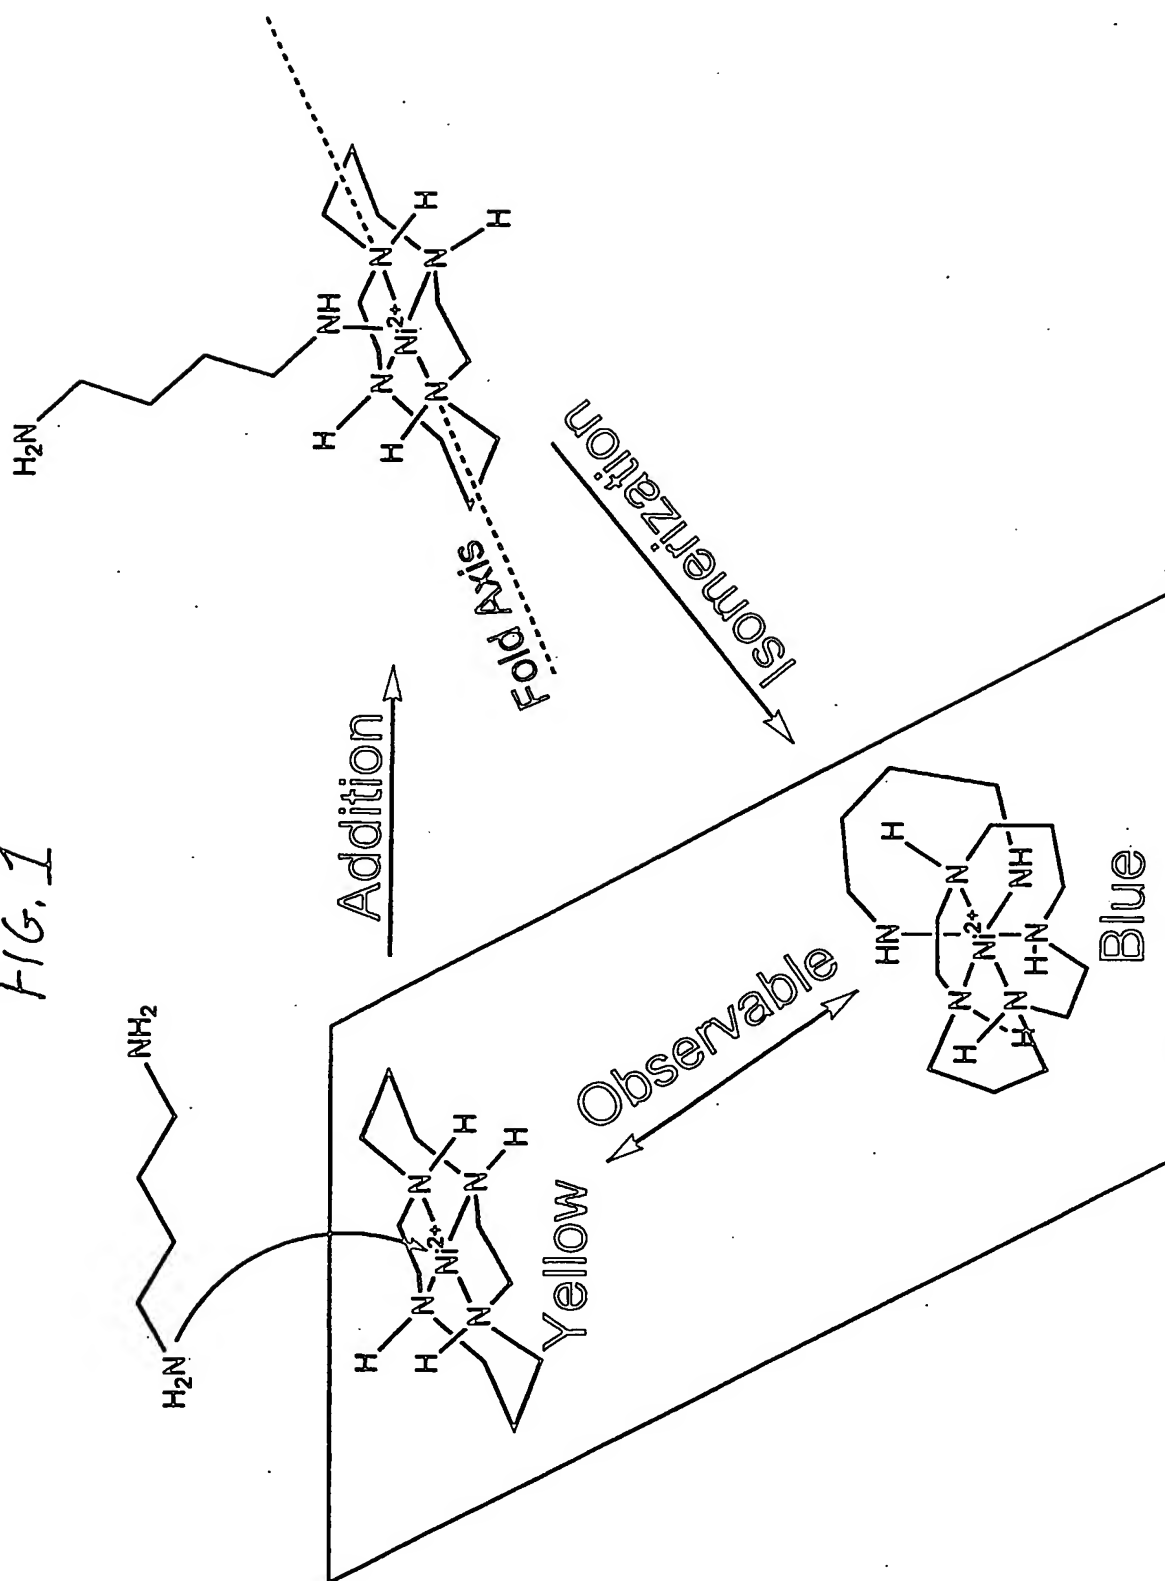 FIG. 1
H₂N
NH₂
Addition
H₂N
NH
H
H
N
N
Ni²⁺
N
N
H
H
Fold Axis
Isomerization
H
H
N
N
Ni²⁺
N
N
H
H
Yellow
Observable
HN
H
N
N
Ni²⁺
NH
H
N
H-N
H
Blue